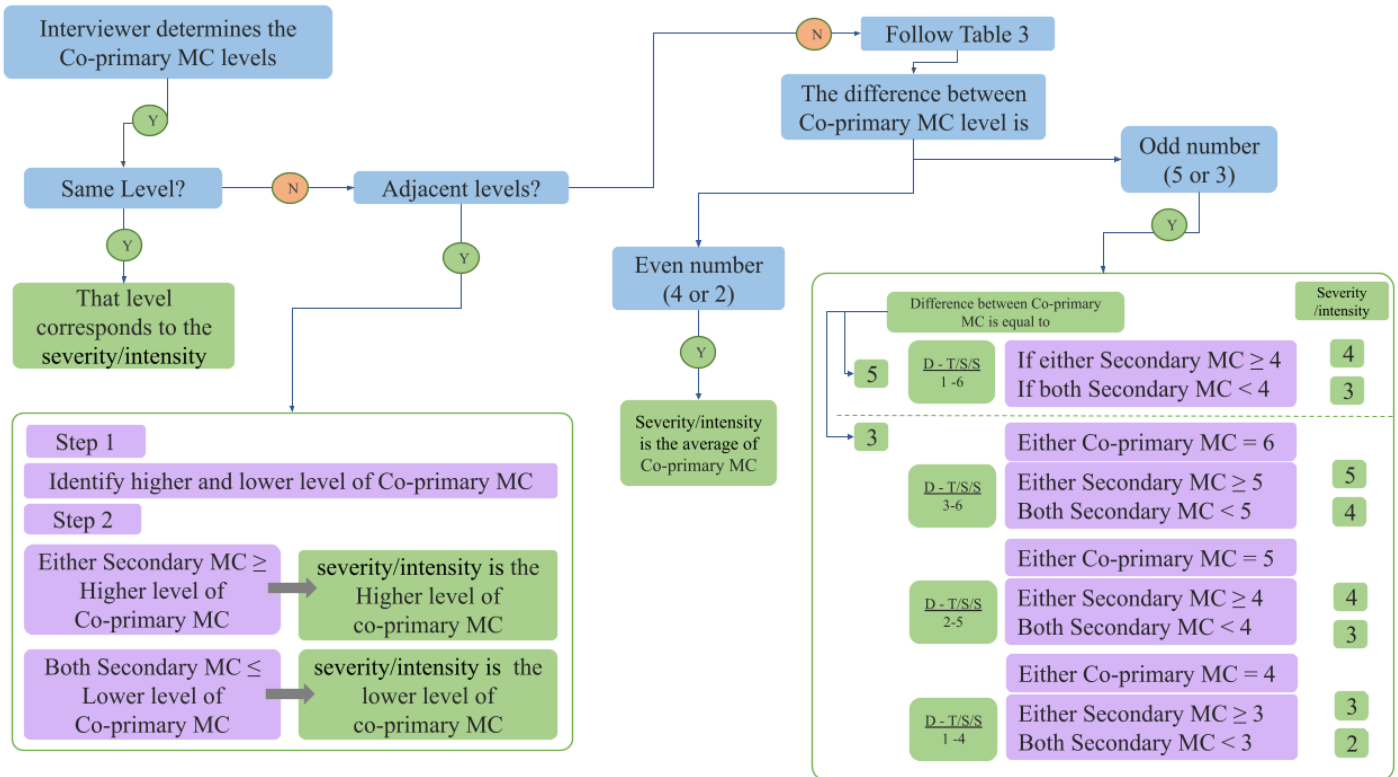 Interviewer determines the
Co-primary MC levels
Y
Same Level?
N
Adjacent levels?
N
Follow Table 3
The difference between
Co-primary MC level is
Y
That level
corresponds to the
severity/intensity
Y
Step 1
Identify higher and lower level of Co-primary MC
Step 2
Either Secondary MC ≥
Higher level of
Co-primary MC
severity/intensity is the
Higher level of
co-primary MC
Both Secondary MC ≤
Lower level of
Co-primary MC
severity/intensity is the
lower level of
co-primary MC
Even number
(4 or 2)
Y
Severity/intensity
is the average of
Co-primary MC
Odd number
(5 or 3)
Y
Difference between Co-primary
MC is equal to
Severity
/intensity
5
D - T/S/S
1 -6
If either Secondary MC ≥ 4
4
If both Secondary MC < 4
3
3
Either Co-primary MC = 6
D - T/S/S
3-6
Either Secondary MC ≥ 5
5
Both Secondary MC < 5
4
Either Co-primary MC = 5
D - T/S/S
2-5
Either Secondary MC ≥ 4
4
Both Secondary MC < 4
3
Either Co-primary MC = 4
D - T/S/S
1 -4
Either Secondary MC ≥ 3
3
Both Secondary MC < 3
2